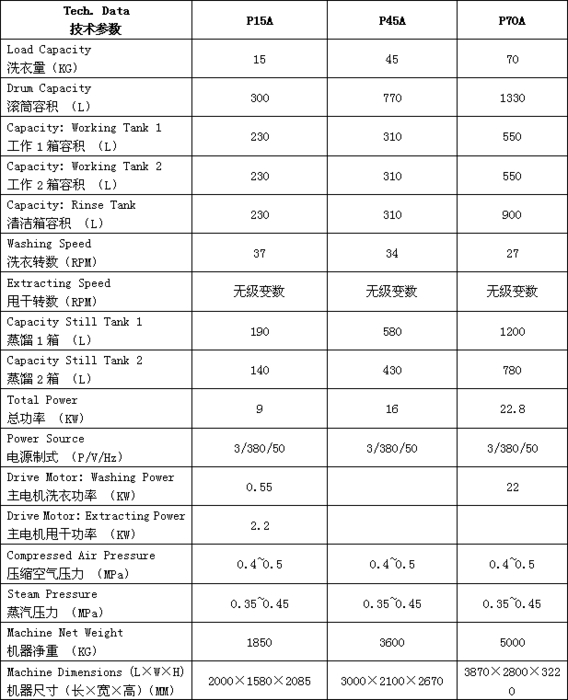 Tech. Data P15A P45A P70A
技术参数
Load Capacity
洗衣量(KG) 15 45 70
Drum Capacity
滚筒容积 (L) 300 770 1330
Capacity: Working Tank 1
工作1箱容积 (L) 230 310 550
Capacity: Working Tank 2
工作2箱容积 (L) 230 310 550
Capacity: Rinse Tank
清洁箱容积 (L) 230 310 900
Washing Speed
洗衣转数(RPM) 37 34 27
Extracting Speed
甩干转数(RPM) 无级变数 无级变数 无级变数
Capacity Still Tank 1
蒸馏1箱 (L) 190 580 1200
Capacity Still Tank 2
蒸馏2箱 (L) 140 430 780
Total Power
总功率 (KW) 9 16 22.8
Power Source
电源制式 (P/V/Hz) 3/380/50 3/380/50 3/380/50
Drive Motor: Washing Power
主电机洗衣功率 (KW) 0.55 22
Drive Motor: Extracting Power
主电机甩干功率 (KW) 2.2
Compressed Air Pressure
压缩空气压力 (MPa) 0.4~0.5 0.4~0.5 0.4~0.5
Steam Pressure
蒸汽压力 (MPa) 0.35~0.45 0.35~0.45 0.35~0.45
Machine Net Weight
机器净重 (KG) 1850 3600 5000
Machine Dimensions (L×W×H)
机器尺寸(长×宽×高)(MM) 2000×1580×2085 3000×2100×2670 3870×2800×322
0